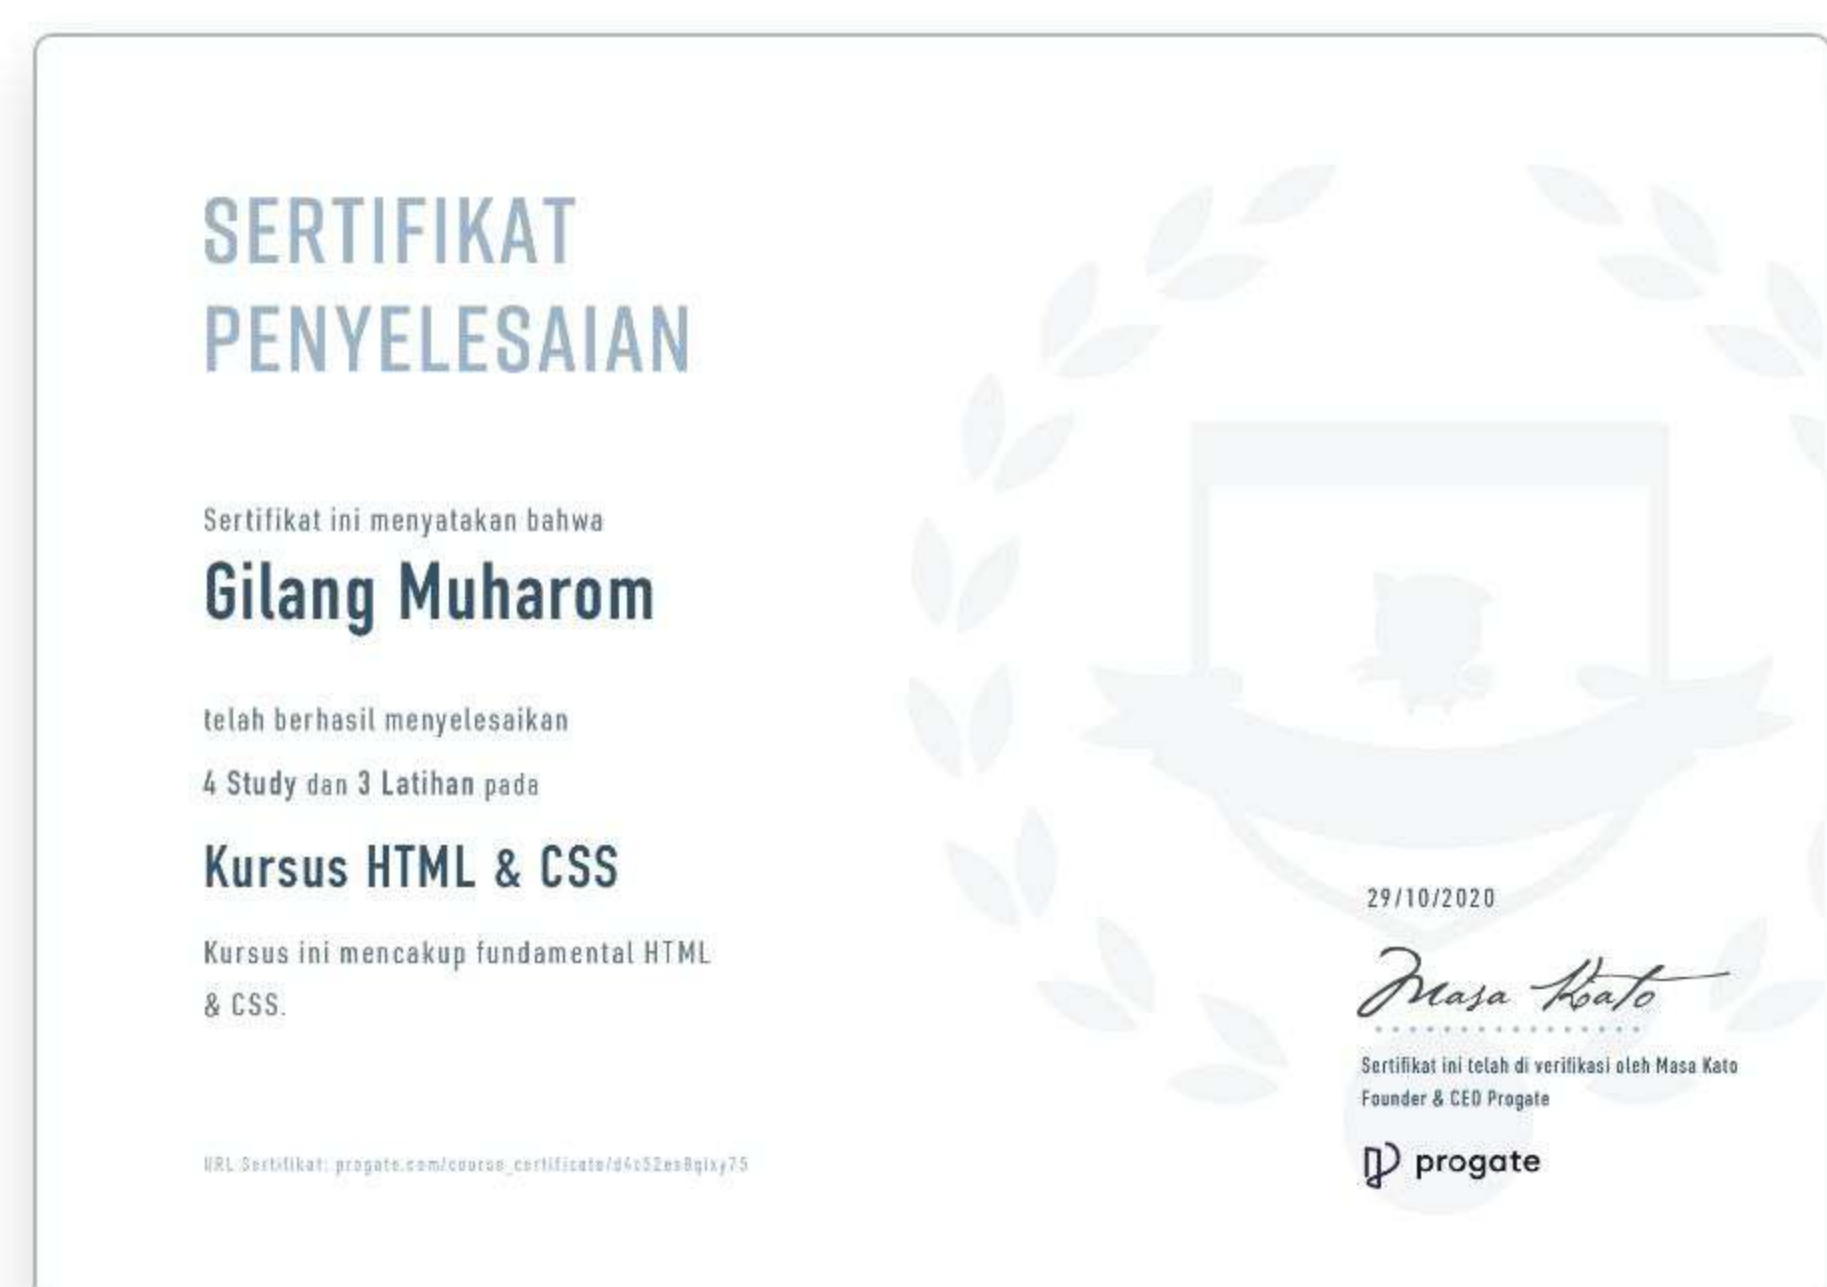 SERTIFIKAT
PENYELESAIAN
Sertifikat ini menyatakan bahwa
Gilang Muharom
telah berhasil menyelesaikan
4 Study dan 3 Latihan pada
Kursus HTML & CSS
Kursus ini mencakup fundamental HTML
& CSS.
29/10/2020
Masa Kato
Sertifikat ini telah di verifikasi oleh Masa Kato
Founder & CEO Progate
progate
URL Sertifikat: